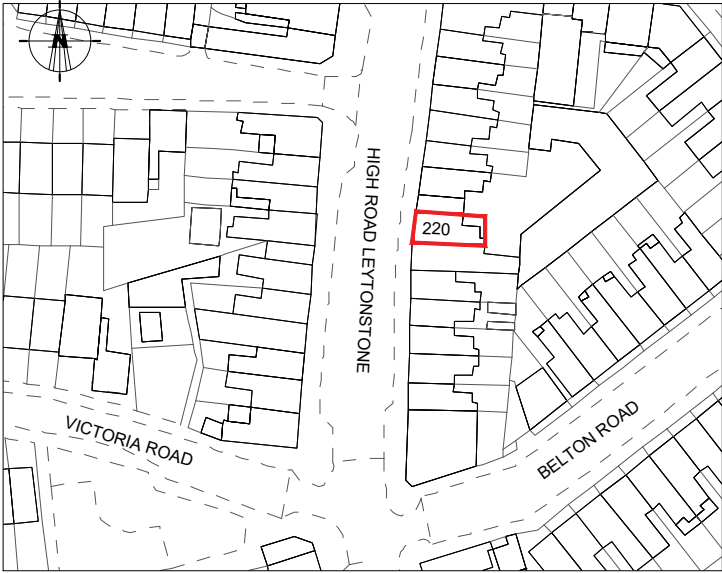 N
HIGH ROAD LEYTONSTONE
220
VICTORIA ROAD
BELTON ROAD